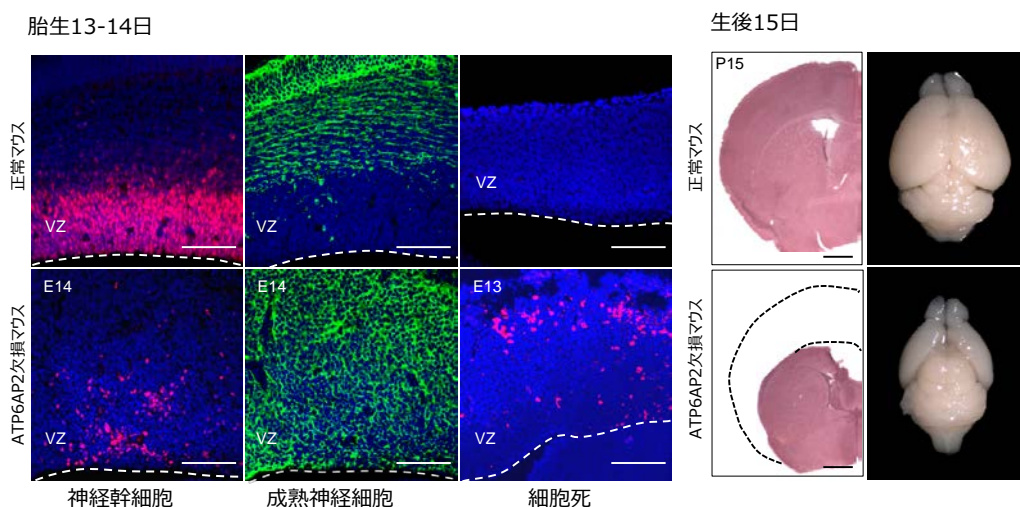 胎生13-14日
生後15日
正常マウス
VZ
VZ
VZ
正常マウス
P15
ATP6AP2欠損マウス
E14
VZ
E14
VZ
E13
VZ
ATP6AP2欠損マウス
神経幹細胞
成熟神経細胞
細胞死